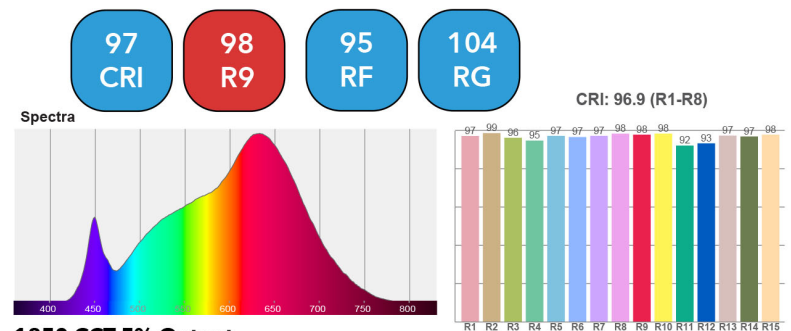 97
CRI
98
R9
95
RF
104
RG
CRI: 96.9 (R1-R8)
Spectra
97 99 96 95 97 96 97 98 98 98 92 93 97 97 98
400 450 500 550 600 650 700 750 800
R1 R2 R3 R4 R5 R6 R7 R8 R9 R10 R11 R12 R13 R14 R15